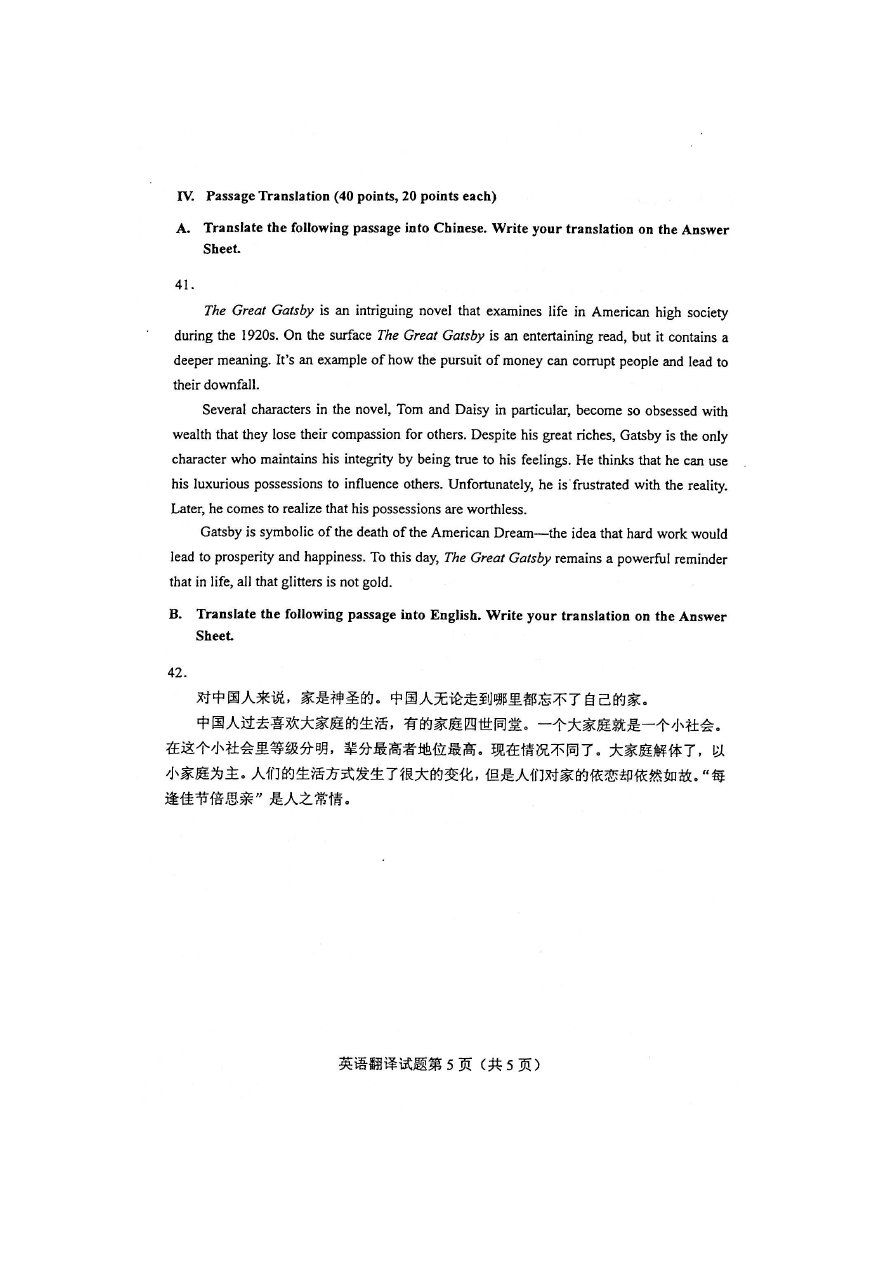 IV. Passage Translation (40 points, 20 points each)
A. Translate the following passage into Chinese. Write your translation on the Answer
Sheet.
41.
The Great Gatsby is an intriguing novel that examines life in American high society
during the 1920s. On the surface The Great Gatsby is an entertaining read, but it contains a
deeper meaning. It's an example of how the pursuit of money can corrupt people and lead to
their downfall.
Several characters in the novel, Tom and Daisy in particular, become so obsessed with
wealth that they lose their compassion for others. Despite his great riches, Gatsby is the only
character who maintains his integrity by being true to his feelings. He thinks that he can use
his luxurious possessions to influence others. Unfortunately, he is frustrated with the reality.
Later, he comes to realize that his possessions are worthless.
Gatsby is symbolic of the death of the American Dream—the idea that hard work would
lead to prosperity and happiness. To this day, The Great Gatsby remains a powerful reminder
that in life, all that glitters is not gold.
B. Translate the following passage into English. Write your translation on the Answer
Sheet.
42.
对中国人来说，家是神圣的。中国人无论走到哪里都忘不了自己的家。
中国人过去喜欢大家庭的生活，有的家庭四世同堂。一个大家庭就是一个小社会。
在这个小社会里等级分明，辈分最高者地位最高。现在情况不同了。大家庭解体了，以
小家庭为主。人们的生活方式发生了很大的变化，但是人们对家的依恋却依然如故。“每
逢佳节倍思亲”是人之常情。
英语翻译试题第 5 页（共 5 页）